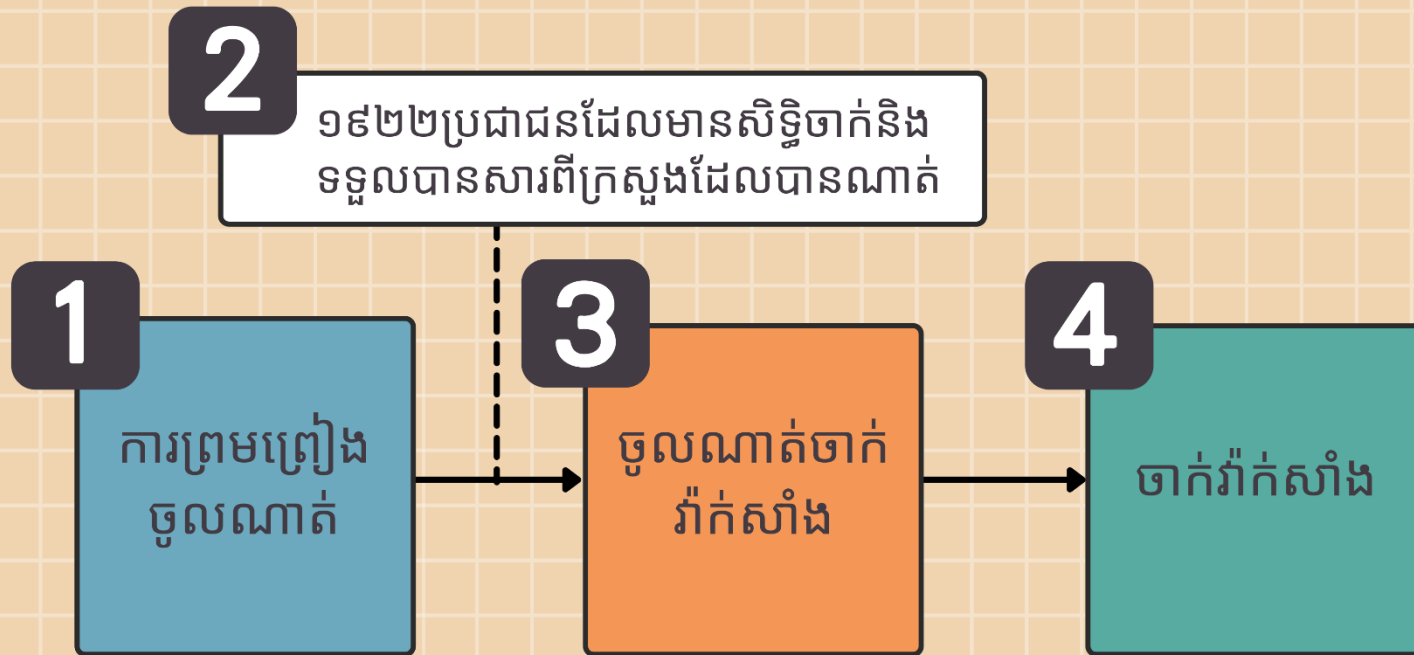 1
ការព្រមព្រៀង
ចូលណាត់
2
១៩២២ប្រជាជនដែលមានសិទ្ធិចាក់និង
ទទួលបានសារពីក្រសួងដែលបានណាត់
3
ចូលណាត់ចាក់
វ៉ាក់សាំង
4
ចាក់វ៉ាក់សាំង